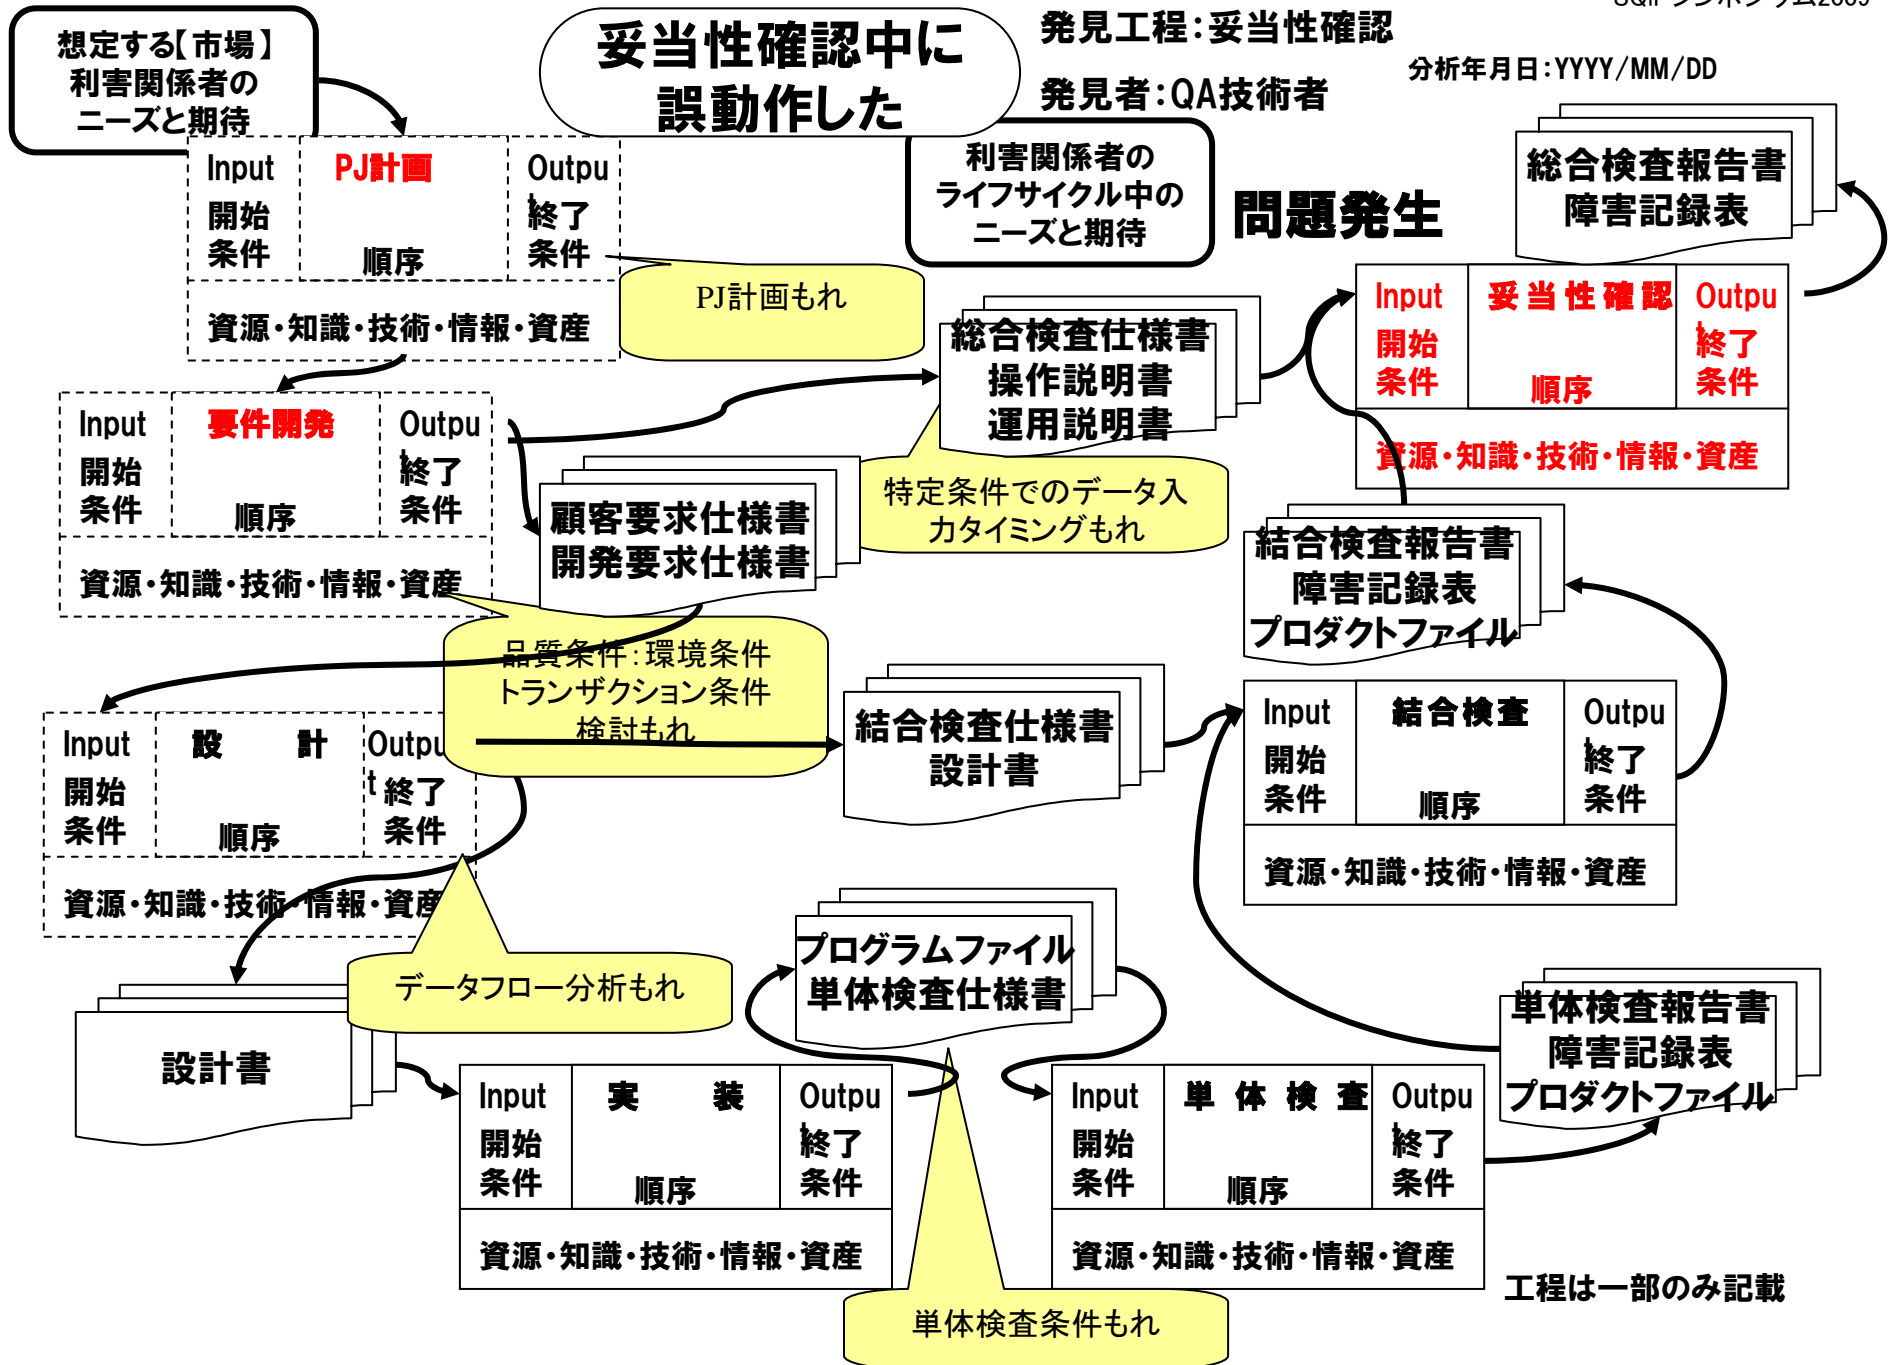 SQiPシンポジウム2009
想定する【市場】
利害関係者の
ニーズと期待
妥当性確認中に
誤動作した
発見工程:妥当性確認
発見者:QA技術者
分析年月日:YYYY/MM/DD
利害関係者の
ライフサイクル中の
ニーズと期待
問題発生
総合検査報告書
障害記録表
Input
開始
条件
PJ計画
順序
Output
終了
条件
資源・知識・技術・情報・資産
PJ計画もれ
総合検査仕様書
操作説明書
運用説明書
Input
開始
条件
妥当性確認
順序
Output
終了
条件
資源・知識・技術・情報・資産
Input
開始
条件
要件開発
順序
Output
終了
条件
資源・知識・技術・情報・資産
顧客要求仕様書
開発要求仕様書
特定条件でのデータ入
力タイミングもれ
結合検査報告書
障害記録表
プロダクトファイル
品質条件:環境条件
トランザクション条件
検討もれ
Input
開始
条件
設 計
順序
Output
終了
条件
資源・知識・技術・情報・資産
結合検査仕様書
設計書
Input
開始
条件
結合検査
順序
Output
終了
条件
資源・知識・技術・情報・資産
データフロー分析もれ
プログラムファイル
単体検査仕様書
単体検査報告書
障害記録表
プロダクトファイル
設計書
Input
開始
条件
実 装
順序
Output
終了
条件
資源・知識・技術・情報・資産
Input
開始
条件
単体検査
順序
Output
終了
条件
資源・知識・技術・情報・資産
単体検査条件もれ
工程は一部のみ記載